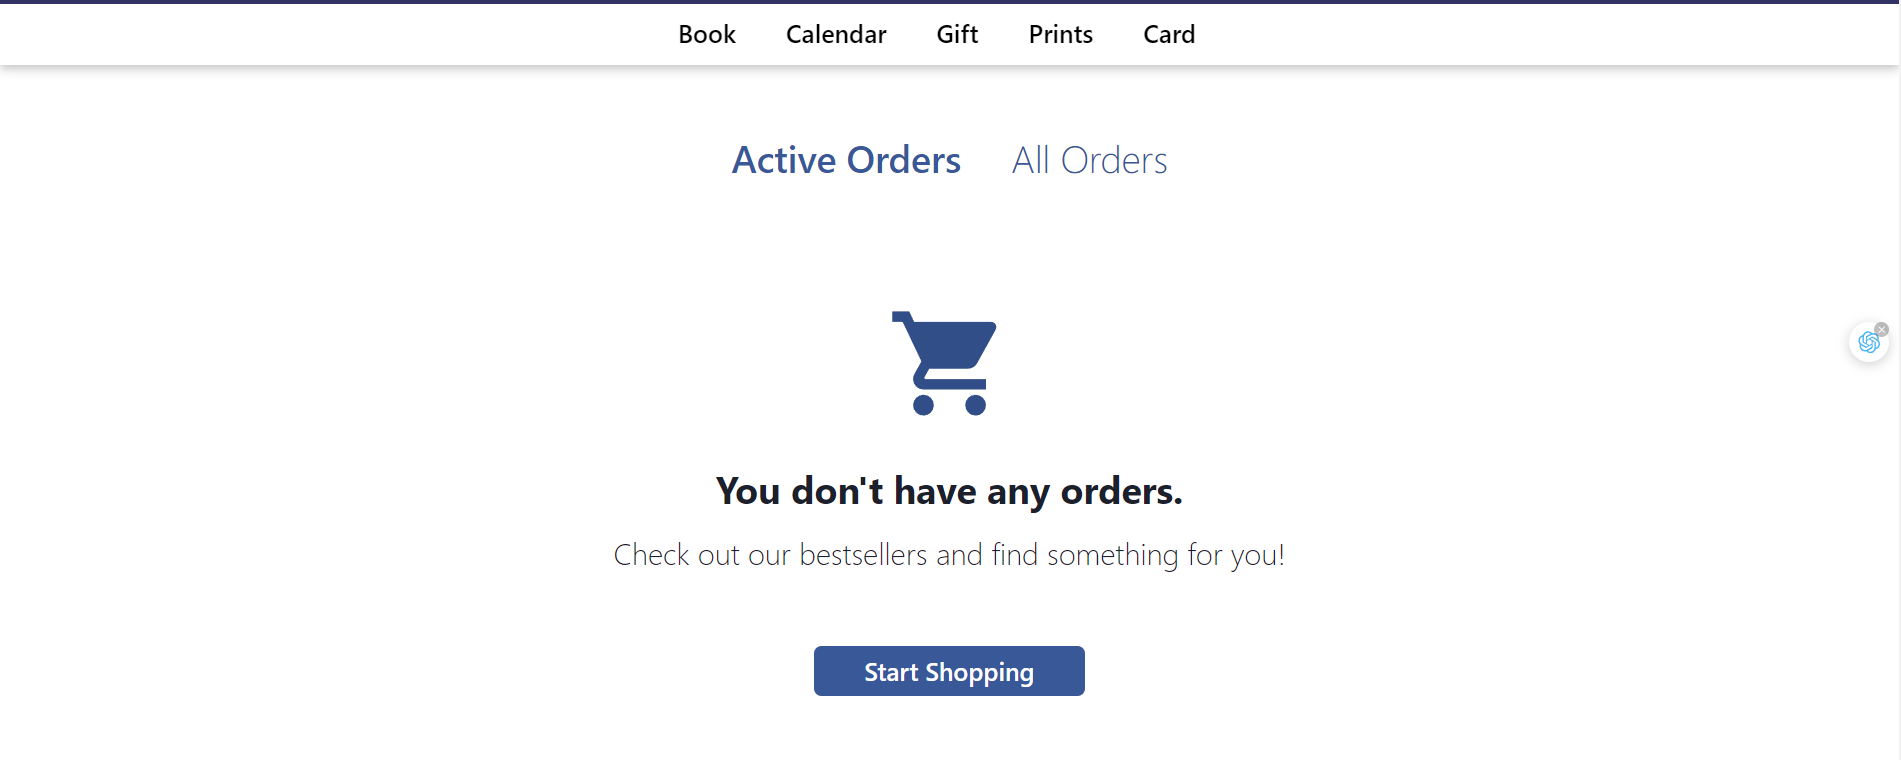 Book Calendar Gift Prints Card
Active Orders All Orders
You don't have any orders.
Check out our bestsellers and find something for you!
Start Shopping